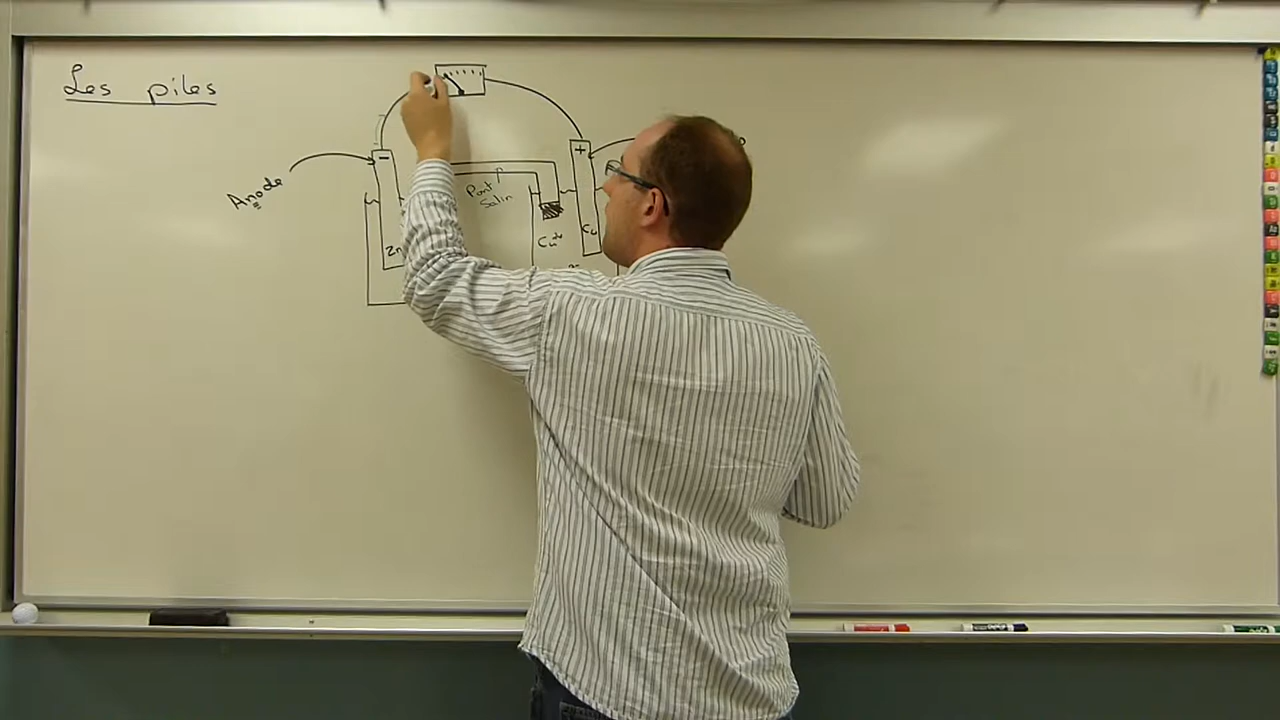 Les piles
Anode
−
+
Pont
Salin
Zn
Cu
Cu²⁺